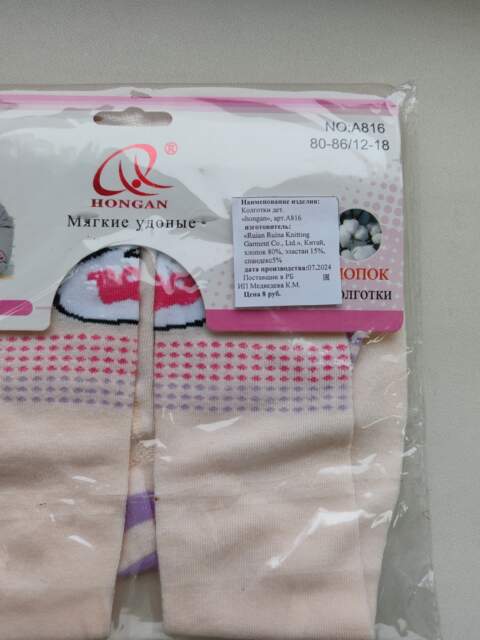 NO:A816
80-86/12-18
®
HONGAN
Мягкие удоные -
Наименование изделия:
Колготки дет.
«hongan», арт.А816
изготовитель:
«Ruian Ruina Knitting
Garment Co., Ltd.», Китай,
хлопок 80%, эластан 15%,
спандекс5%
дата производства:07.2024
Поставщик в РБ
ИП Медведева К.М.
Цена 8 руб.
ЛОПОК
ОЛГОТКИ